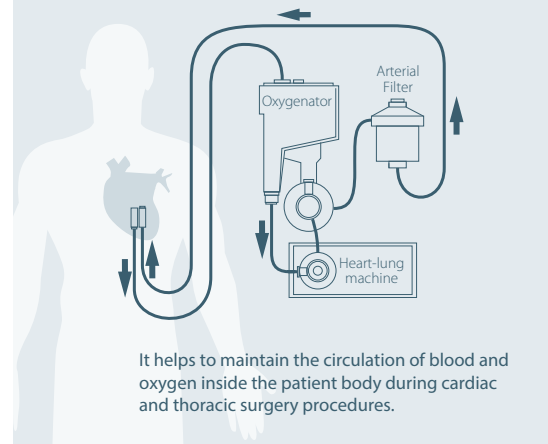 Arterial
Filter
Oxygenator
Heart-lung
machine
It helps to maintain the circulation of blood and
oxygen inside the patient body during cardiac
and thoracic surgery procedures.